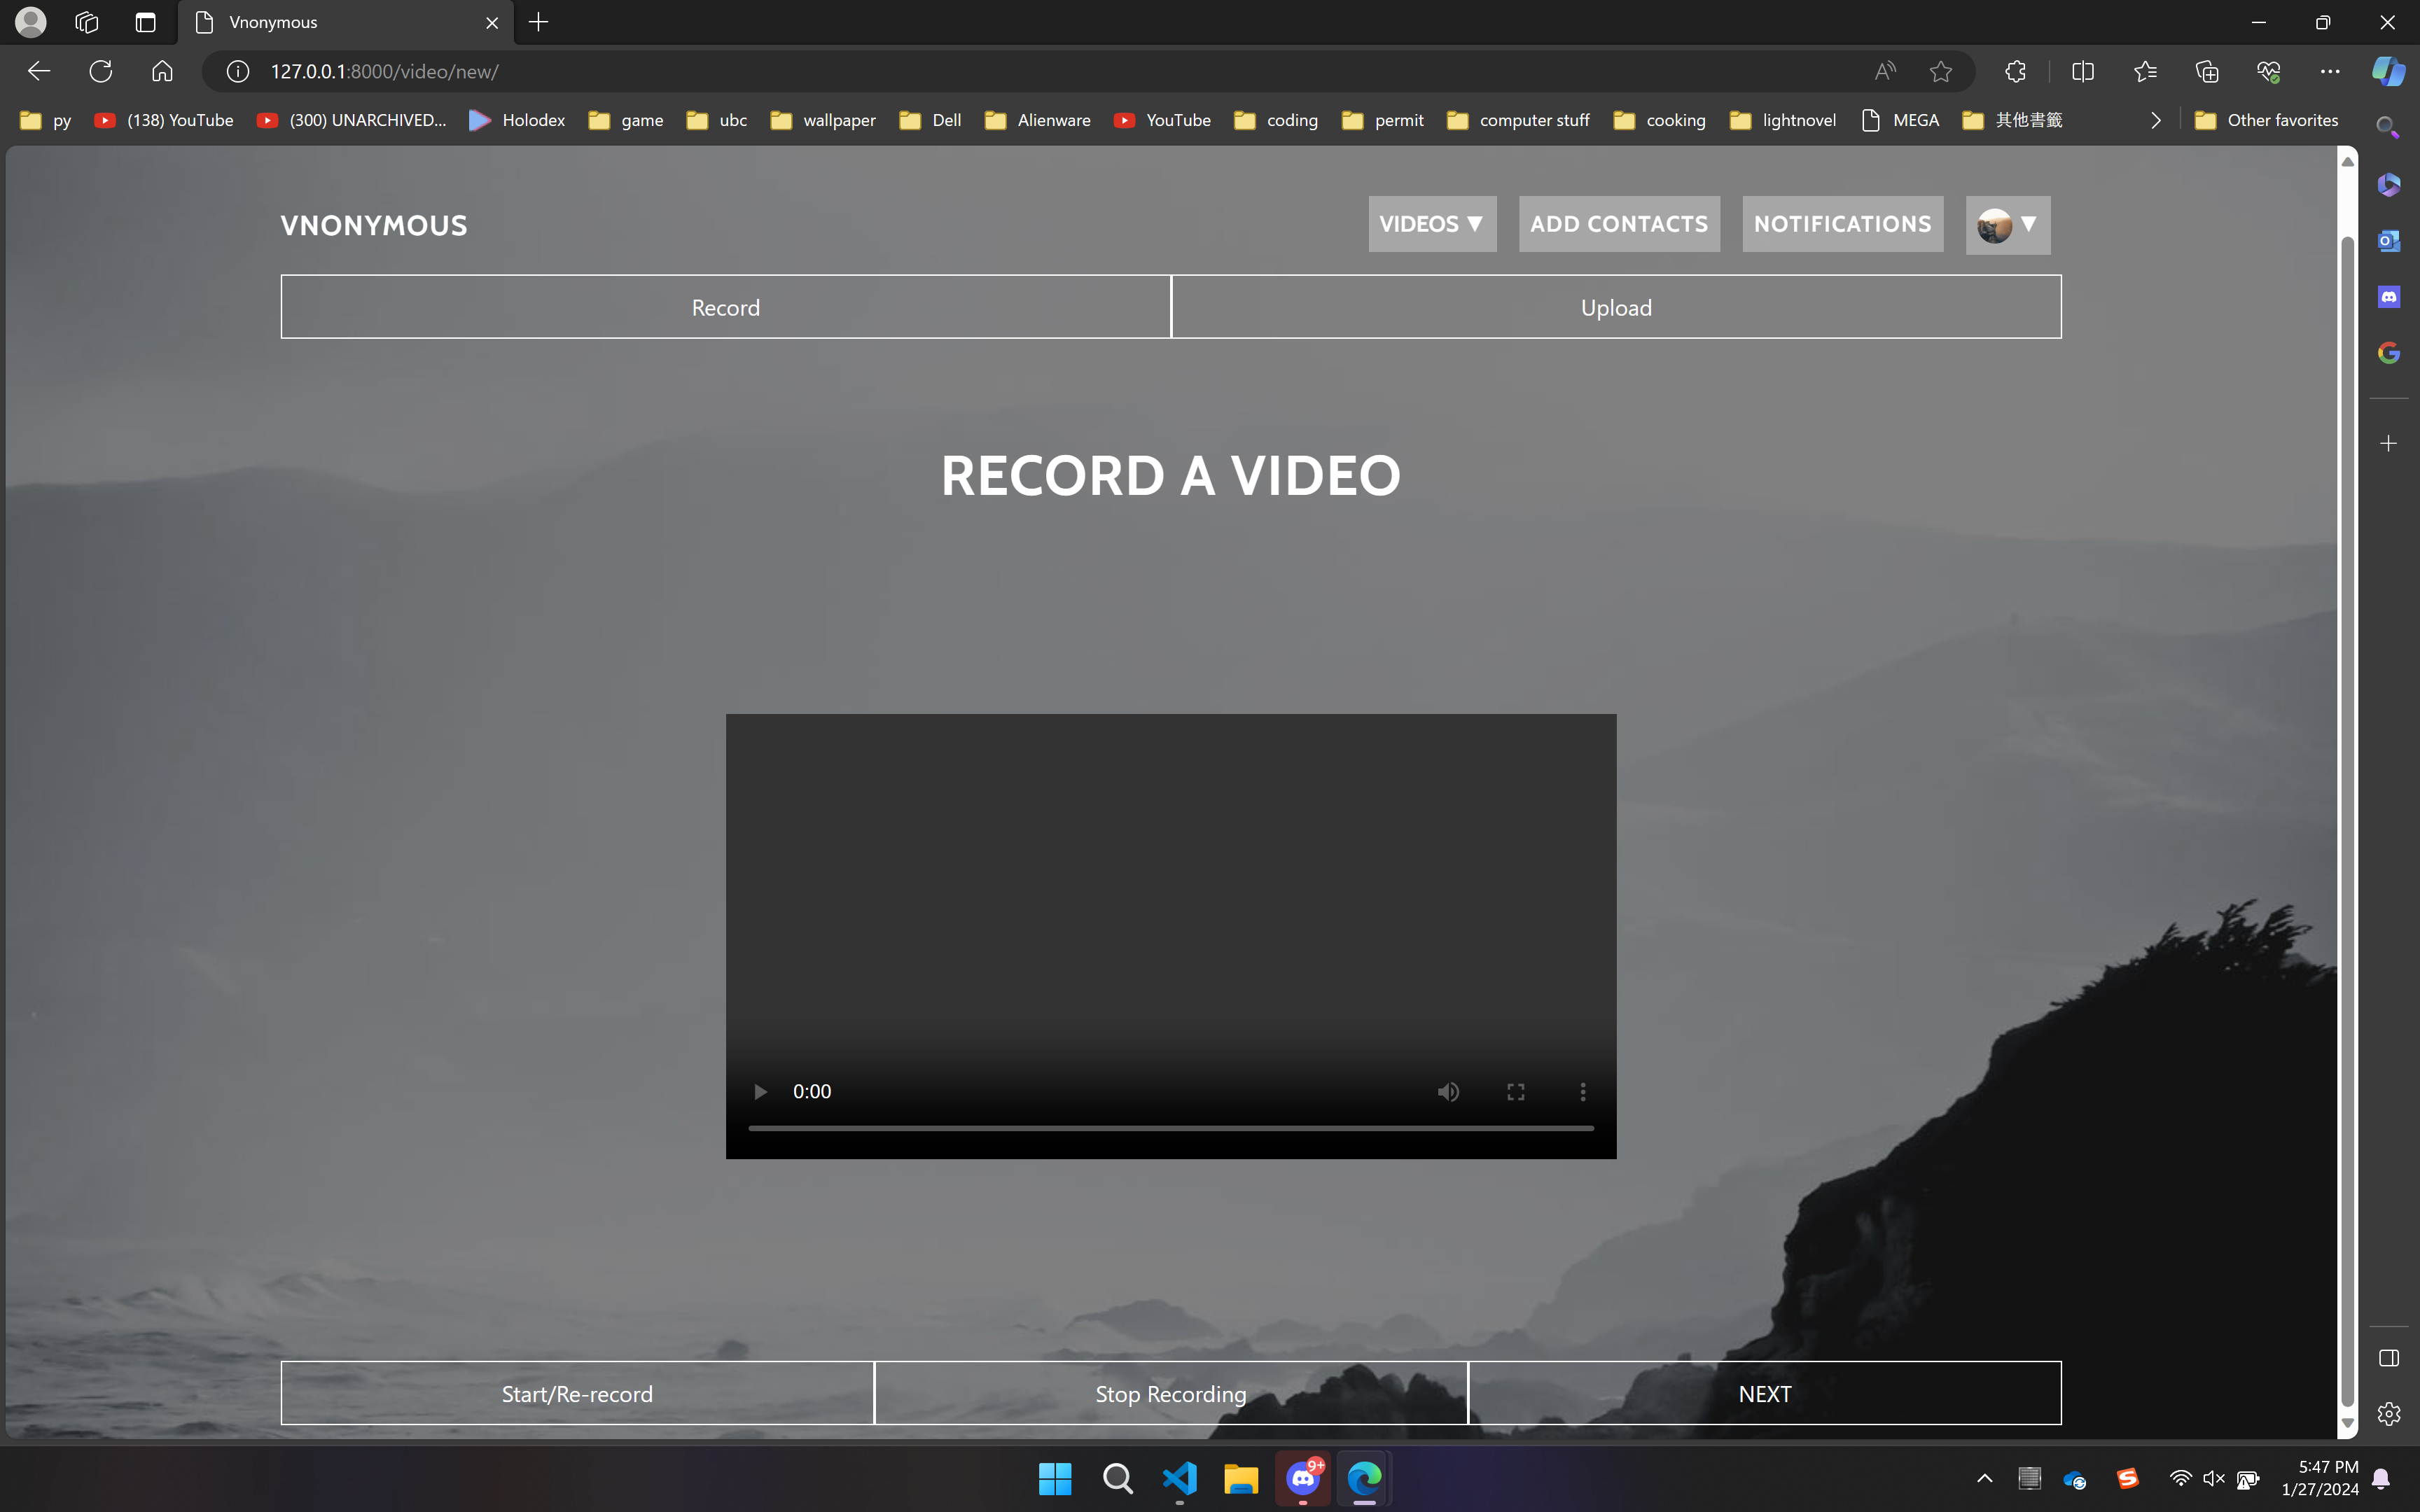 Vnonymous
127.0.0.1:8000/video/new/
py (138) YouTube (300) UNARCHIVED... Holodex game ubc wallpaper Dell Alienware YouTube coding permit computer stuff cooking lightnovel MEGA 其他書籤 Other favorites
VNONYMOUS VIDEOS ▼ ADD CONTACTS NOTIFICATIONS ▼
Record Upload
RECORD A VIDEO
0:00
Start/Re-record Stop Recording NEXT
9+
5:47 PM
1/27/2024